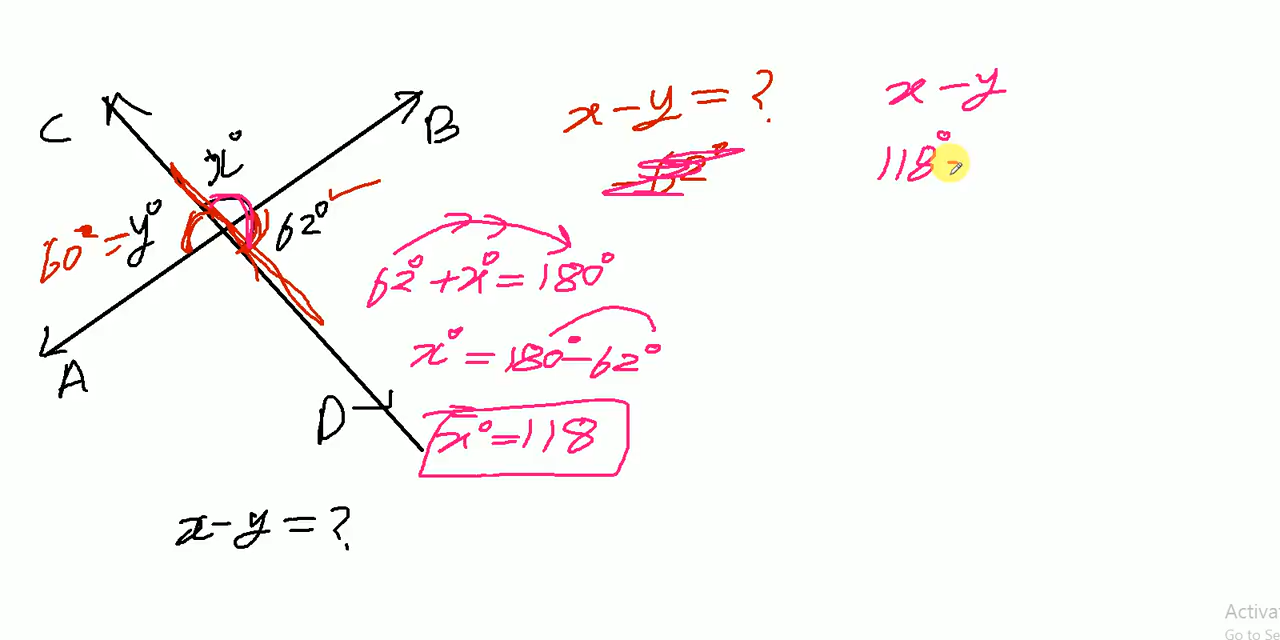 C
B
x°
60° = y°
62°
A
D
x - y = ?
x - y = ?
62° + x° = 180°
x° = 180° - 62°
x° = 118
x - y
118° -
Activa
Go to Se